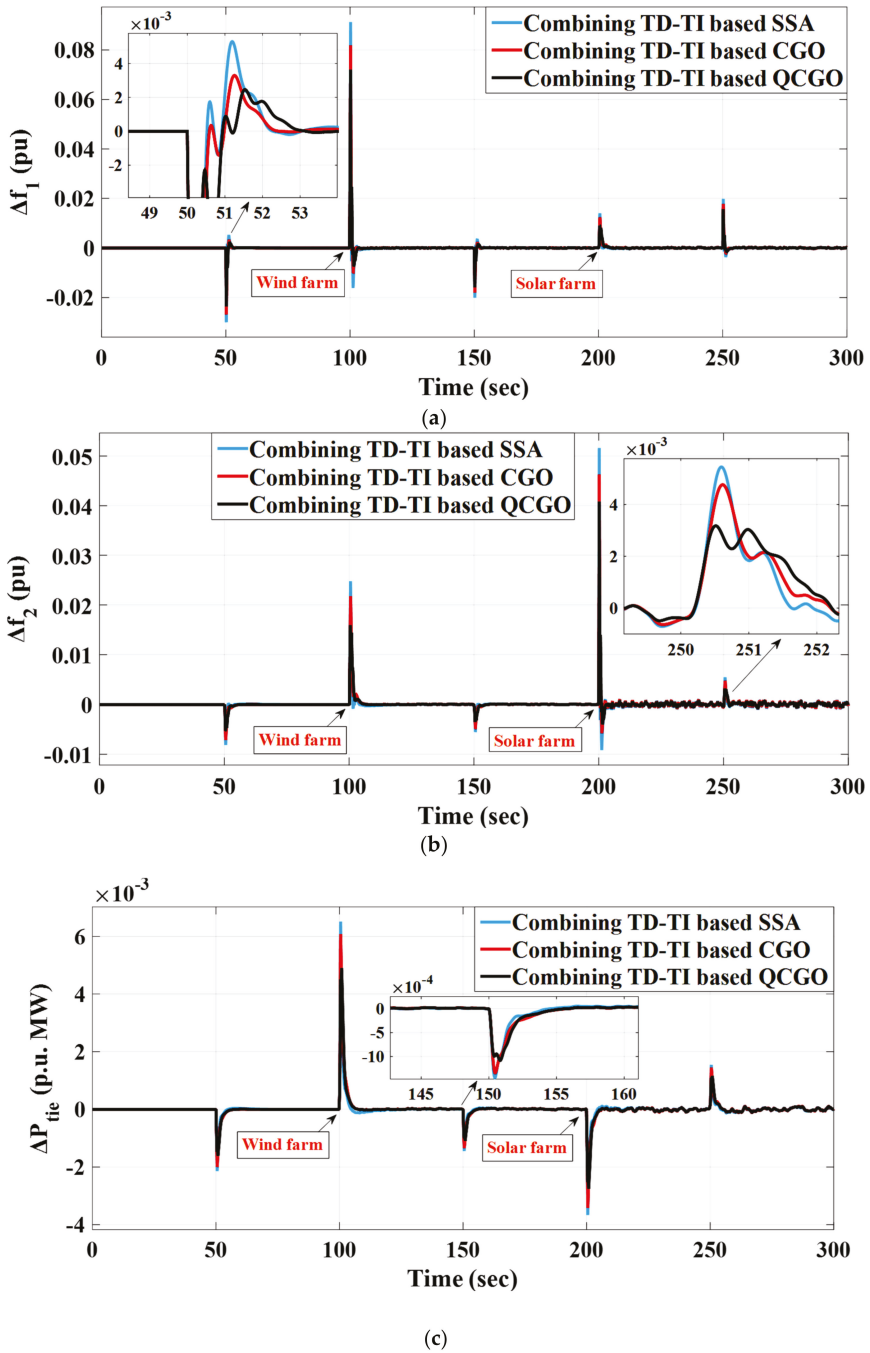 ×10⁻³
Combining TD-TI based SSA
Combining TD-TI based CGO
Combining TD-TI based QCGO
0.08
0.06
0.04
0.02
0
-0.02
4
2
0
-2
49 50 51 52 53
Δf₁ (pu)
Wind farm
Solar farm
0 50 100 150 200 250 300
Time (sec)
(a)
Combining TD-TI based SSA
Combining TD-TI based CGO
Combining TD-TI based QCGO
×10⁻³
0.05
0.04
0.03
0.02
0.01
0
-0.01
4
2
0
250 251 252
Δf₂ (pu)
Wind farm
Solar farm
0 50 100 150 200 250 300
Time (sec)
(b)
×10⁻³
Combining TD-TI based SSA
Combining TD-TI based CGO
Combining TD-TI based QCGO
6
4
2
0
-2
-4
×10⁻⁴
0
-5
-10
145 150 155 160
ΔP_tie (p.u. MW)
Wind farm
Solar farm
0 50 100 150 200 250 300
Time (sec)
(c)